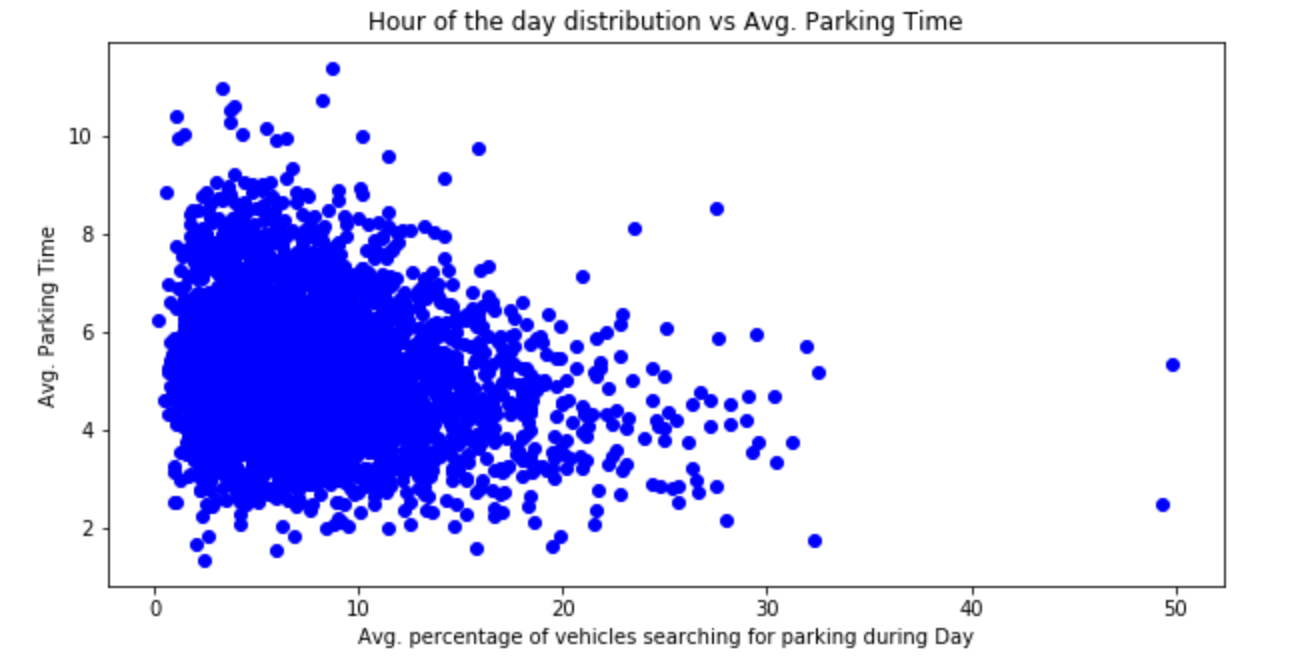 Hour of the day distribution vs Avg. Parking Time
Avg. Parking Time
10
8
6
4
2
0 10 20 30 40 50
Avg. percentage of vehicles searching for parking during Day